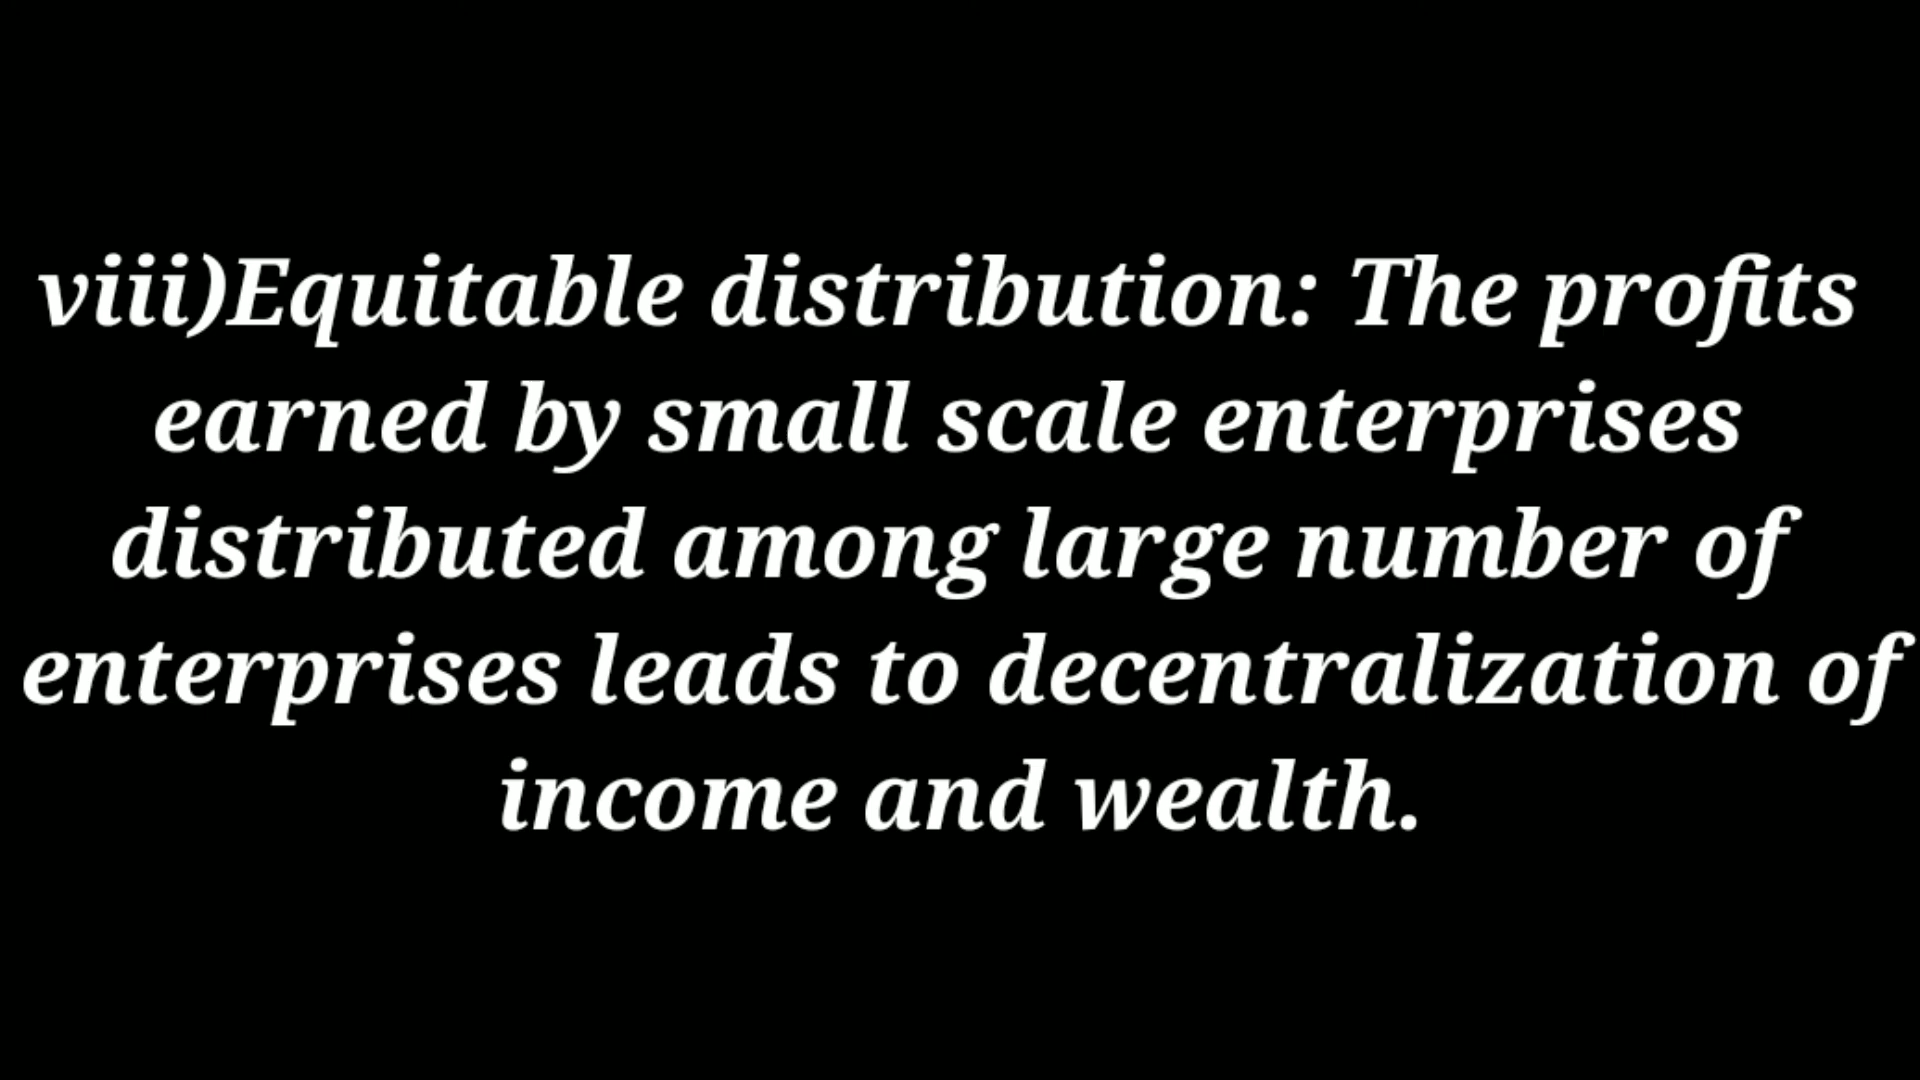 viii)Equitable distribution: The profits
earned by small scale enterprises
distributed among large number of
enterprises leads to decentralization of
income and wealth.